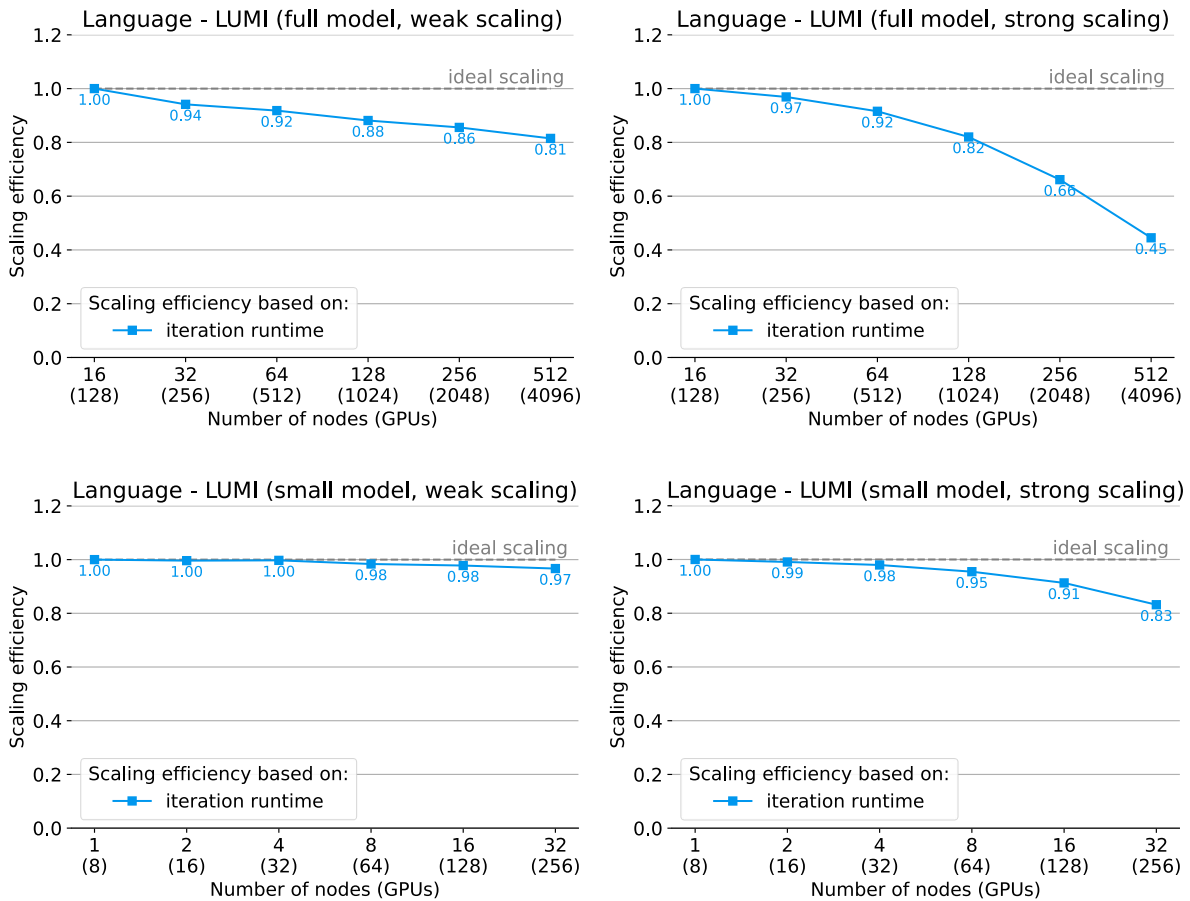 Language - LUMI (full model, weak scaling)
1.2
1.0
0.8
0.6
0.4
0.2
0.0
Scaling efficiency
ideal scaling
1.00
0.94
0.92
0.88
0.86
0.81
Scaling efficiency based on:
iteration runtime
16 32 64 128 256 512
(128) (256) (512) (1024) (2048) (4096)
Number of nodes (GPUs)
Language - LUMI (full model, strong scaling)
1.2
1.0
0.8
0.6
0.4
0.2
0.0
Scaling efficiency
ideal scaling
1.00
0.97
0.92
0.82
0.66
0.45
Scaling efficiency based on:
iteration runtime
16 32 64 128 256 512
(128) (256) (512) (1024) (2048) (4096)
Number of nodes (GPUs)
Language - LUMI (small model, weak scaling)
1.2
1.0
0.8
0.6
0.4
0.2
0.0
Scaling efficiency
ideal scaling
1.00
1.00
1.00
0.98
0.98
0.97
Scaling efficiency based on:
iteration runtime
1 2 4 8 16 32
(8) (16) (32) (64) (128) (256)
Number of nodes (GPUs)
Language - LUMI (small model, strong scaling)
1.2
1.0
0.8
0.6
0.4
0.2
0.0
Scaling efficiency
ideal scaling
1.00
0.99
0.98
0.95
0.91
0.83
Scaling efficiency based on:
iteration runtime
1 2 4 8 16 32
(8) (16) (32) (64) (128) (256)
Number of nodes (GPUs)